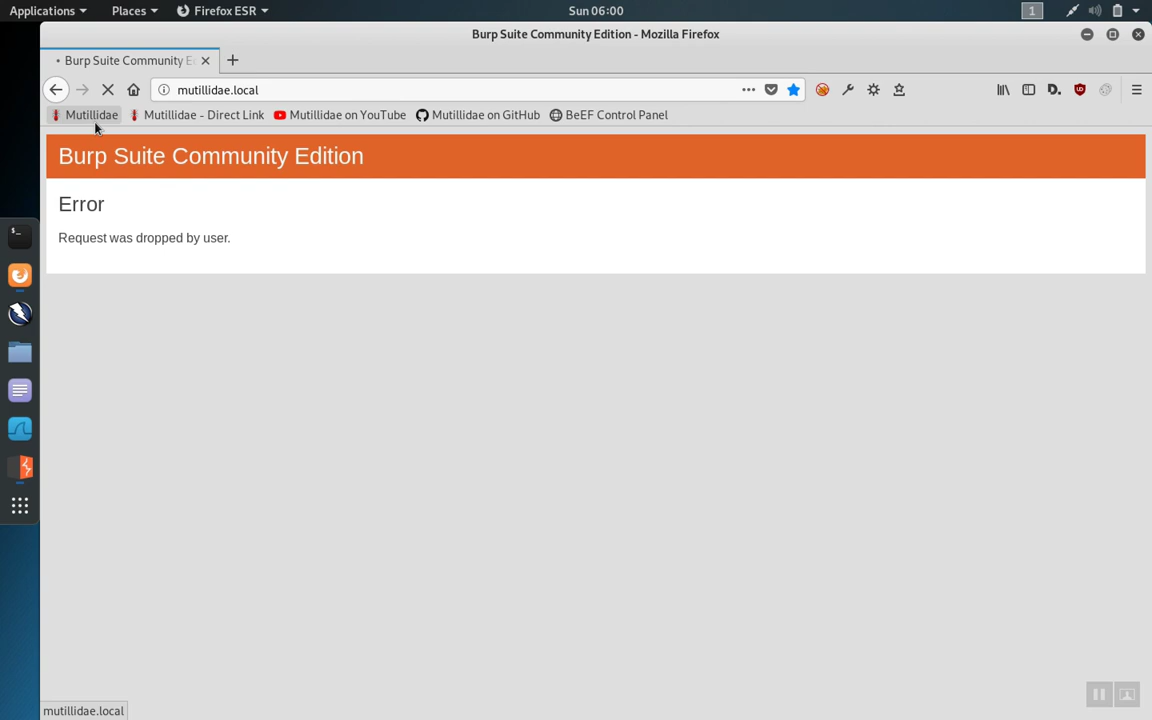 Applications Places Firefox ESR Sun 06:00 1
Burp Suite Community Edition - Mozilla Firefox
Burp Suite Community E
mutillidae.local
Mutillidae Mutillidae - Direct Link Mutillidae on YouTube Mutillidae on GitHub BeEF Control Panel
Burp Suite Community Edition
Error
Request was dropped by user.
mutillidae.local